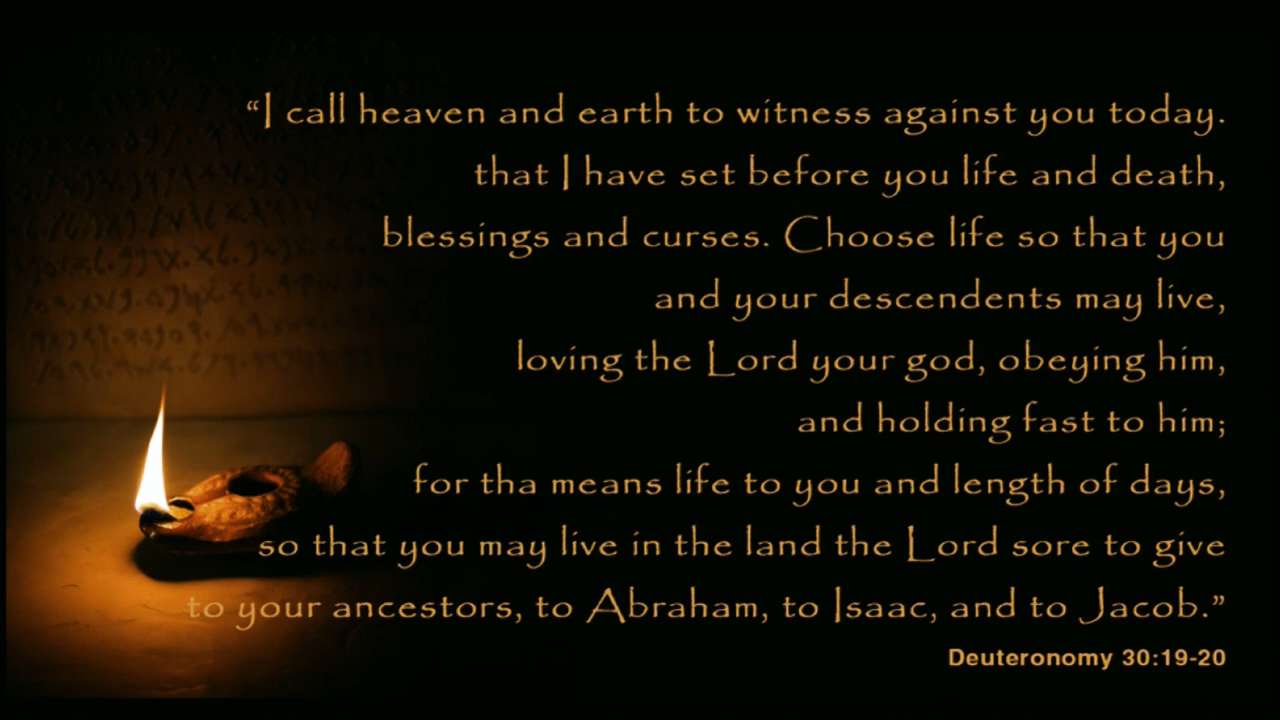 “I call heaven and earth to witness against you today.
that I have set before you life and death,
blessings and curses. Choose life so that you
and your descendents may live,
loving the Lord your god, obeying him,
and holding fast to him;
for tha means life to you and length of days,
so that you may live in the land the Lord sore to give
to your ancestors, to Abraham, to Isaac, and to Jacob.”
Deuteronomy 30:19-20